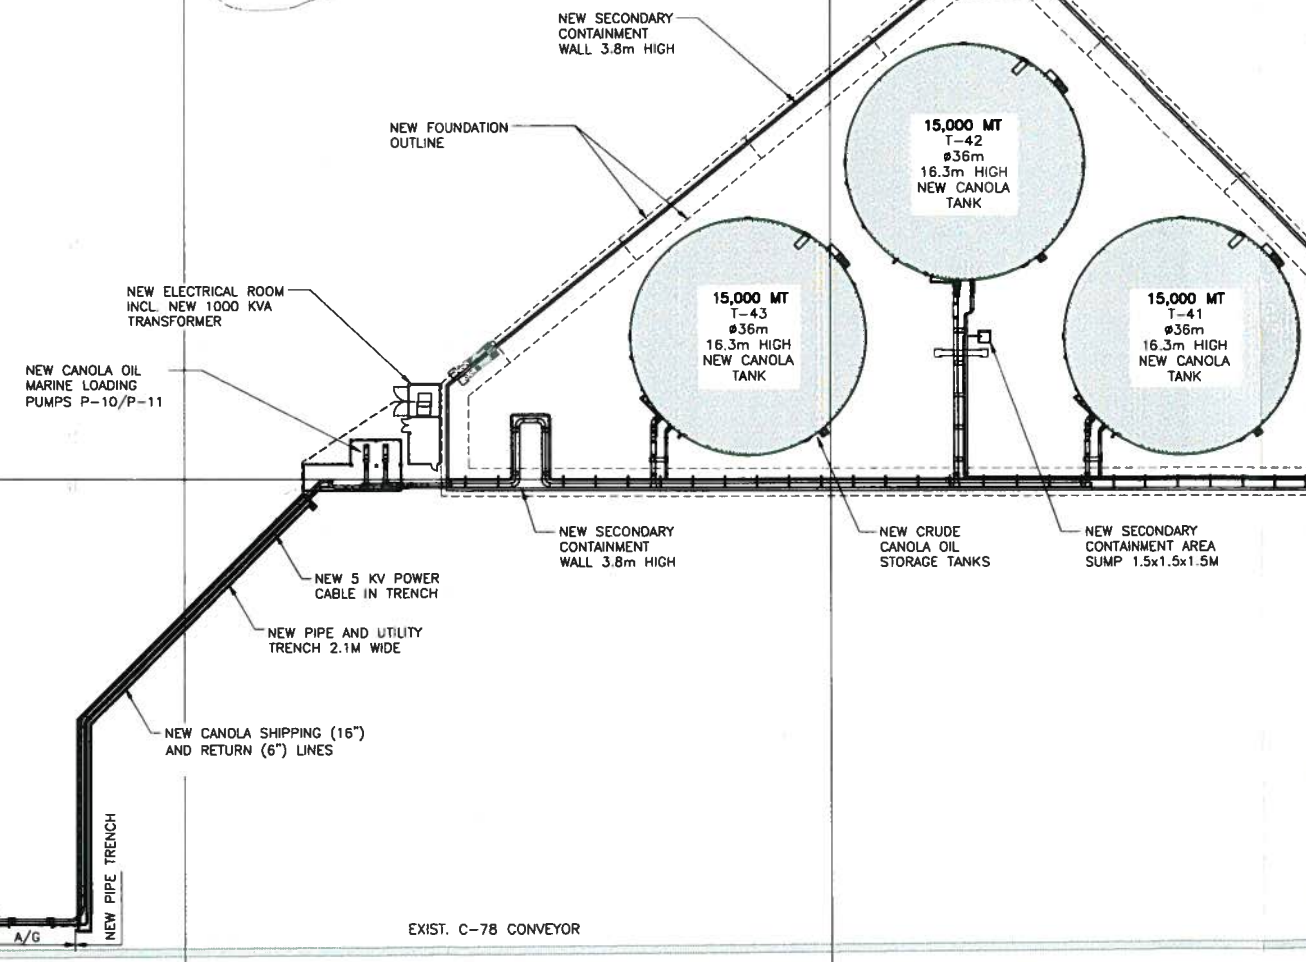 NEW SECONDARY
CONTAINMENT
WALL 3.8m HIGH
NEW FOUNDATION
OUTLINE
15,000 MT
T-42
ø36m
16.3m HIGH
NEW CANOLA
TANK
15,000 MT
T-43
ø36m
16.3m HIGH
NEW CANOLA
TANK
15,000 MT
T-41
ø36m
16.3m HIGH
NEW CANOLA
TANK
NEW ELECTRICAL ROOM
INCL. NEW 1000 KVA
TRANSFORMER
NEW CANOLA OIL
MARINE LOADING
PUMPS P-10/P-11
NEW SECONDARY
CONTAINMENT
WALL 3.8m HIGH
NEW CRUDE
CANOLA OIL
STORAGE TANKS
NEW SECONDARY
CONTAINMENT AREA
SUMP 1.5x1.5x1.5M
NEW 5 KV POWER
CABLE IN TRENCH
NEW PIPE AND UTILITY
TRENCH 2.1M WIDE
NEW CANOLA SHIPPING (16")
AND RETURN (6") LINES
NEW PIPE TRENCH
A/G
EXIST. C-78 CONVEYOR